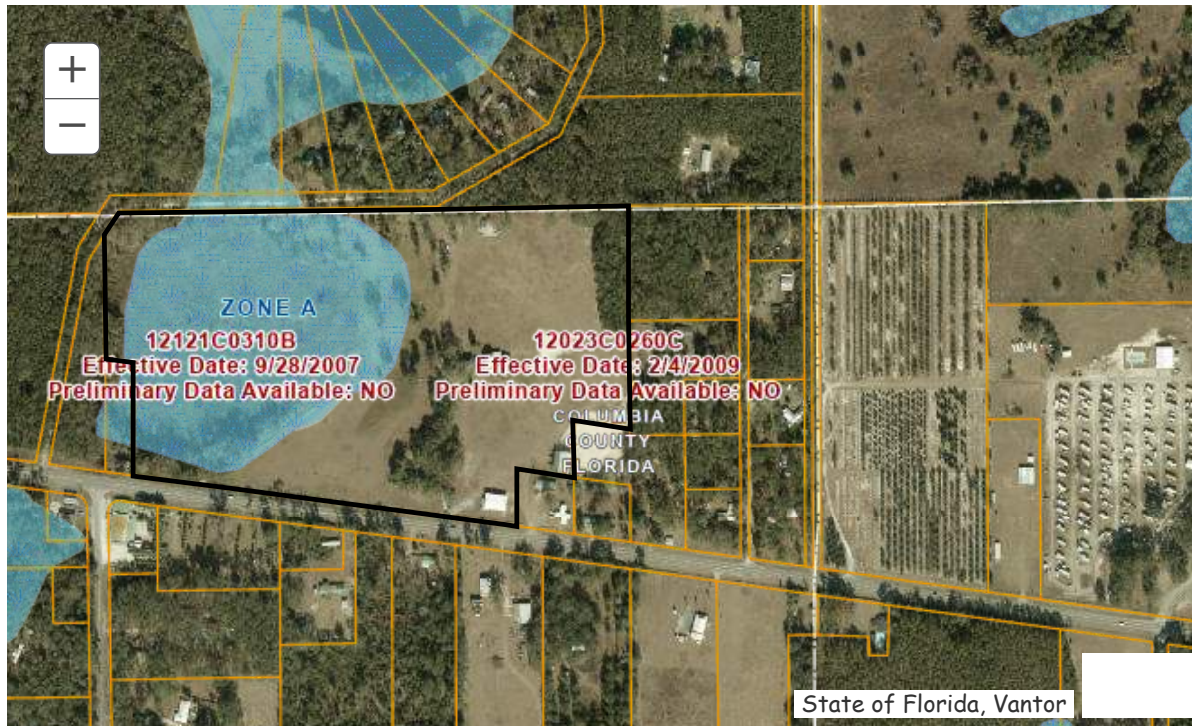 +
−
ZONE A
12121C0310B
Effective Date: 9/28/2007
Preliminary Data Available: NO
12023C0260C
Effective Date: 2/4/2009
Preliminary Data Available: NO
COLUMBIA
COUNTY
FLORIDA
State of Florida, Vantor